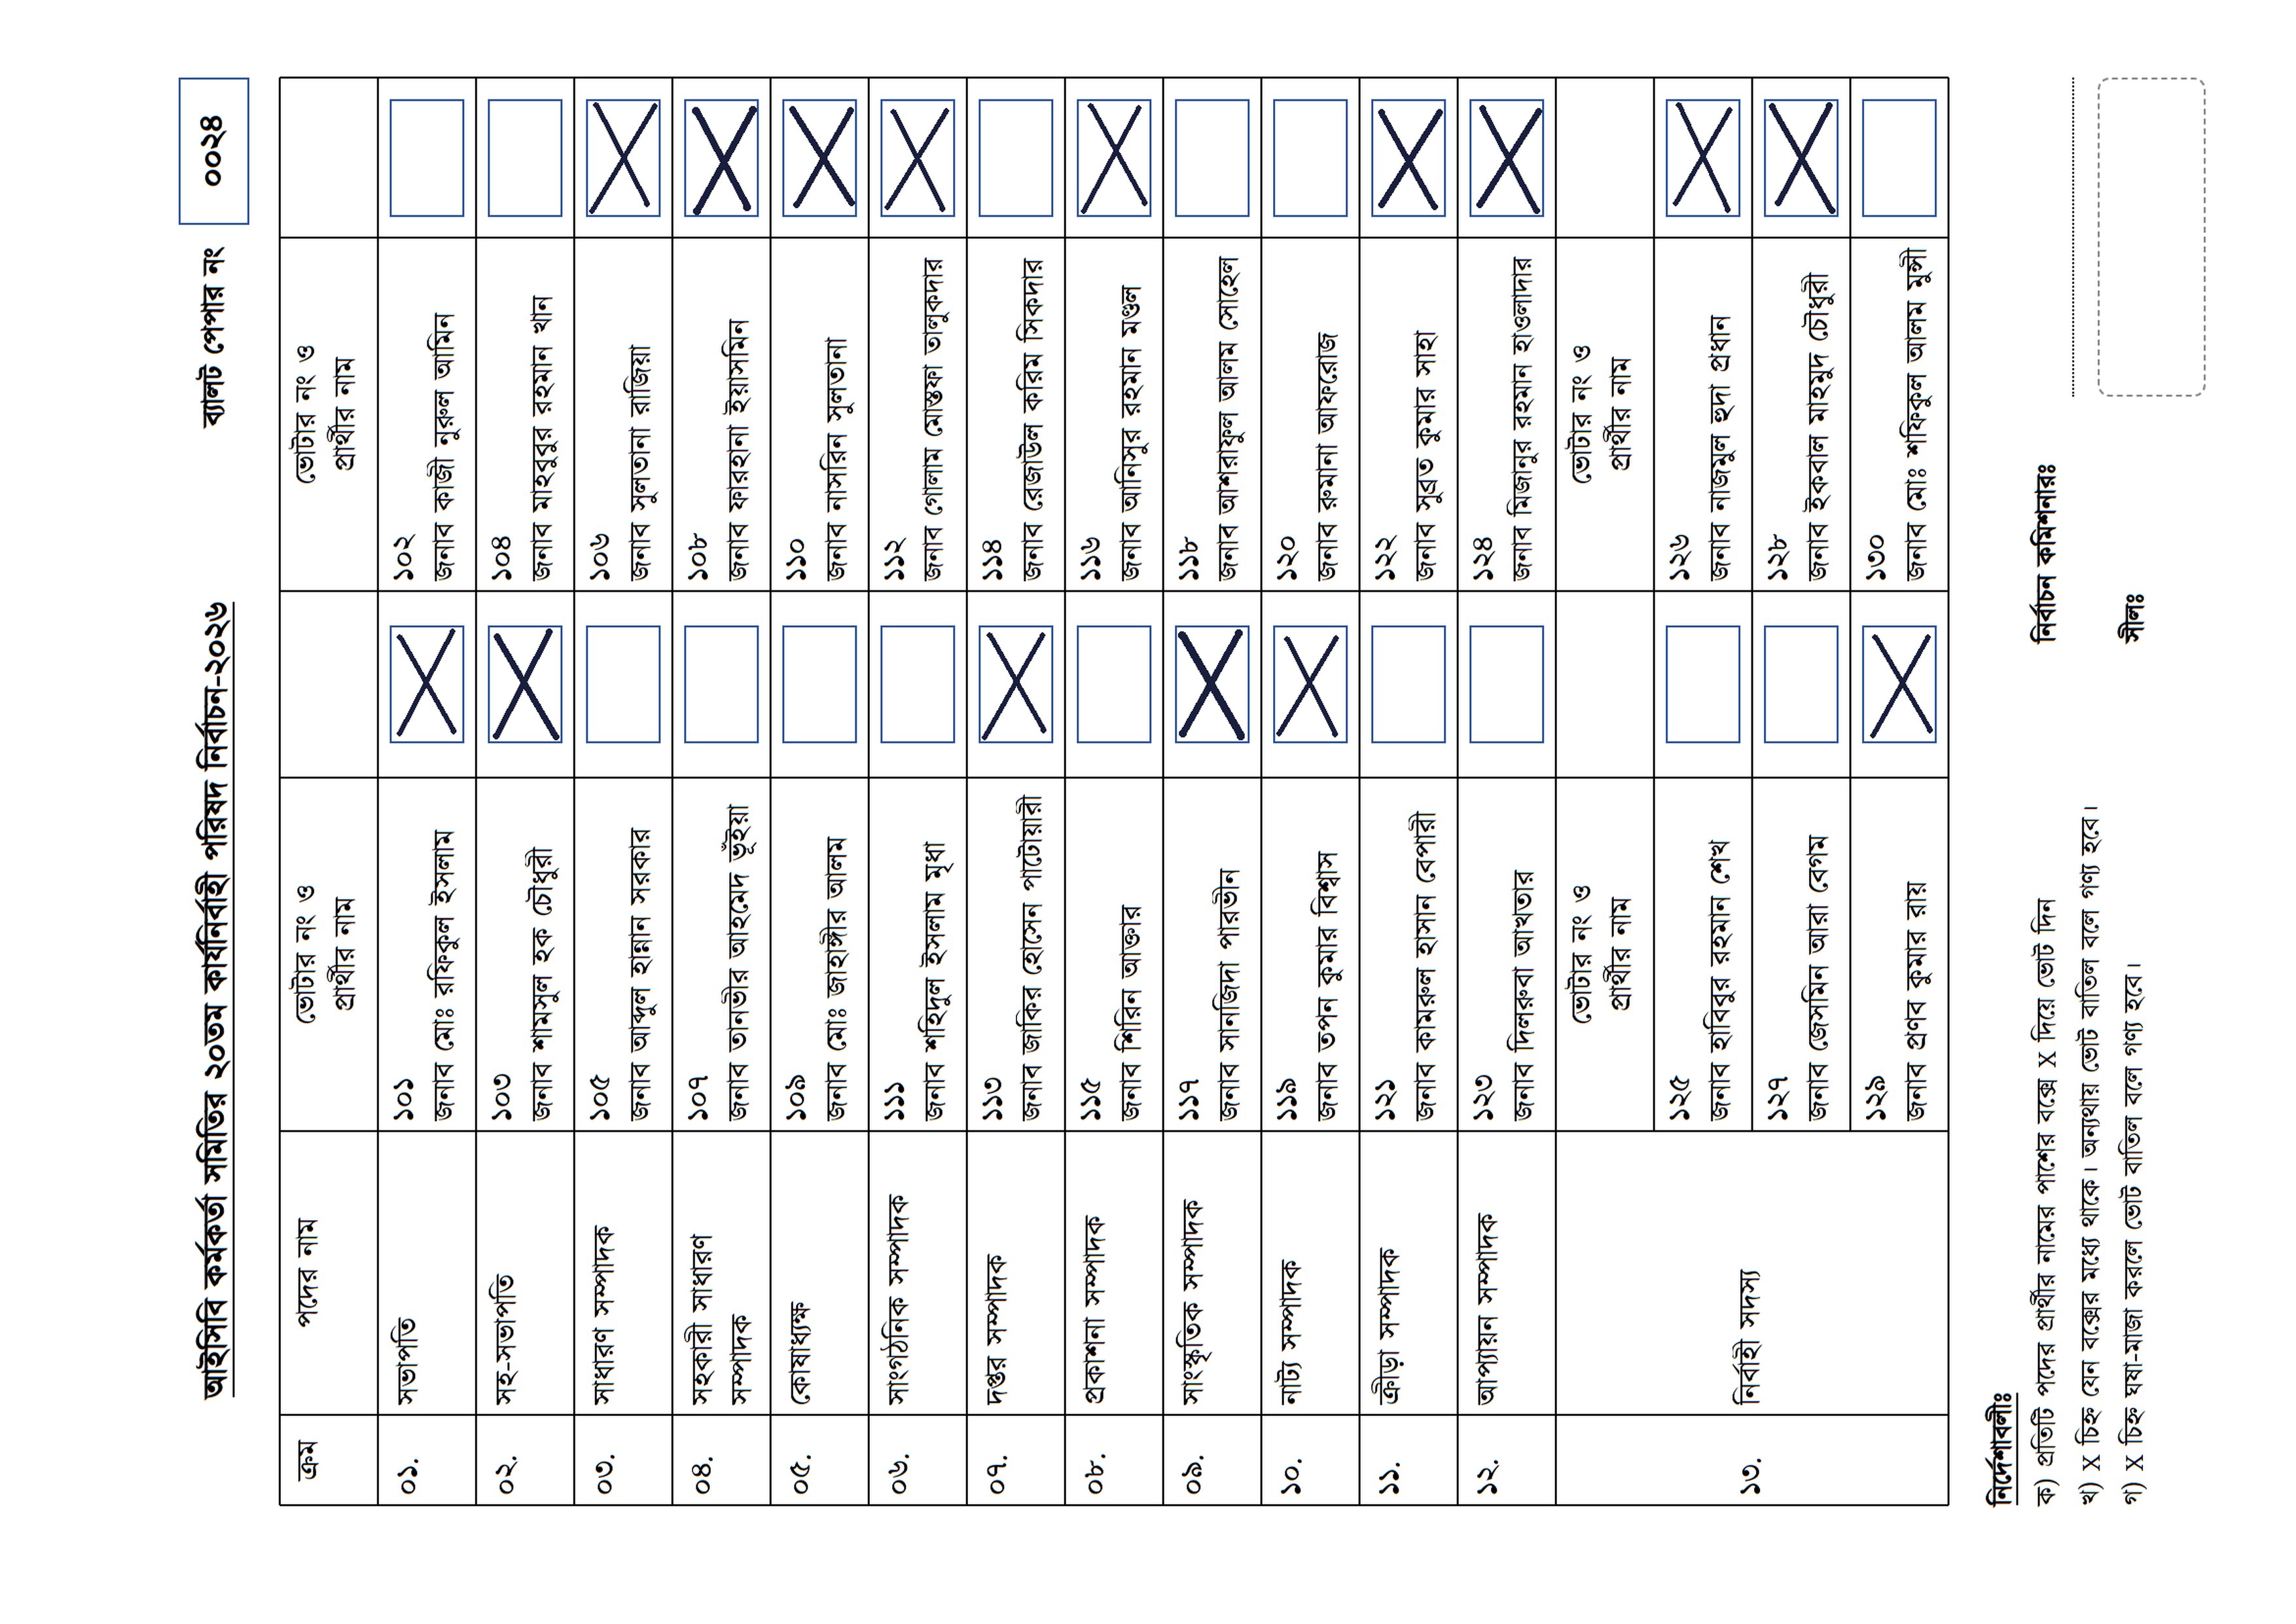 আইসিবি কর্মকর্তা সমিতির ২০তম কার্যনির্বাহী পরিষদ নির্বাচন-২০২৬
ব্যালট পেপার নং ০০২৪
ক্রম পদের নাম ভোটার নং ও প্রার্থীর নাম ভোটার নং ও প্রার্থীর নাম
০১. সভাপতি ১০১ জনাব মোঃ রফিকুল ইসলাম X ১০২ জনাব কাজী নুরুল আমিন
০২. সহ-সভাপতি ১০৩ জনাব শামসুল হক চৌধুরী X ১০৪ জনাব মাহবুবুর রহমান খান
০৩. সাধারণ সম্পাদক ১০৫ জনাব আব্দুল হান্নান সরকার ১০৬ জনাব সুলতানা রাজিয়া X
০৪. সহকারী সাধারণ সম্পাদক ১০৭ জনাব তানভীর আহমেদ ভূঁইয়া ১০৮ জনাব ফারহানা ইয়াসমিন X
০৫. কোষাধ্যক্ষ ১০৯ জনাব মোঃ জাহাঙ্গীর আলম ১১০ জনাব নাসরিন সুলতানা X
০৬. সাংগঠনিক সম্পাদক ১১১ জনাব শহিদুল ইসলাম মৃধা ১১২ জনাব গোলাম মোস্তফা তালুকদার X
০৭. দপ্তর সম্পাদক ১১৩ জনাব জাকির হোসেন পাটোয়ারী X ১১৪ জনাব রেজাউল করিম সিকদার
০৮. প্রকাশনা সম্পাদক ১১৫ জনাব শিরিন আক্তার ১১৬ জনাব আনিসুর রহমান মণ্ডল X
০৯. সাংস্কৃতিক সম্পাদক ১১৭ জনাব সানজিদা পারভীন X ১১৮ জনাব আশরাফুল আলম সোহেল
১০. নাট্য সম্পাদক ১১৯ জনাব তপন কুমার বিশ্বাস X ১২০ জনাব রুমানা আফরোজ
১১. ক্রীড়া সম্পাদক ১২১ জনাব কামরুল হাসান বেপারী ১২২ জনাব সুব্রত কুমার সাহা X
১২. আপ্যায়ন সম্পাদক ১২৩ জনাব দিলরুবা আখতার ১২৪ জনাব মিজানুর রহমান হাওলাদার X
ভোটার নং ও প্রার্থীর নাম ভোটার নং ও প্রার্থীর নাম
১৩. নির্বাহী সদস্য ১২৫ জনাব হাবিবুর রহমান শেখ ১২৬ জনাব নাজমুল হুদা প্রধান X
১২৭ জনাব জেসমিন আরা বেগম ১২৮ জনাব ইকবাল মাহমুদ চৌধুরী X
১২৯ জনাব প্রণব কুমার রায় X ১৩০ জনাব মোঃ শফিকুল আলম মুন্সী
নির্দেশাবলীঃ
ক) প্রতিটি পদের প্রার্থীর নামের পাশের বক্সে X দিয়ে ভোট দিন
খ) X চিহ্ন যেন বক্সের মধ্যে থাকে। অন্যথায় ভোট বাতিল বলে গণ্য হবে।
গ) X চিহ্ন ঘষা-মাজা করলে ভোট বাতিল বলে গণ্য হবে।
নির্বাচন কমিশনারঃ
সীলঃ